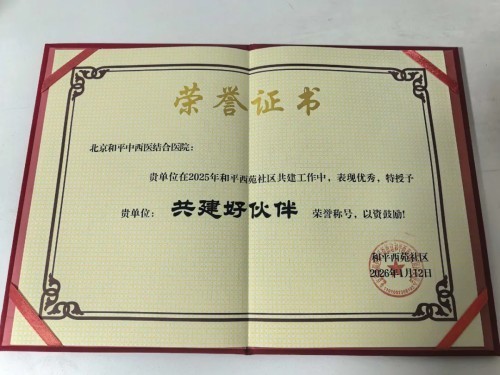 荣誉证书
北京和平中西医结合医院：
贵单位在2025年和平西苑社区共建工作中，表现优秀，特授予
贵单位： 共建好伙伴 荣誉称号，以资鼓励！
和平西苑社区
2026年1月12日